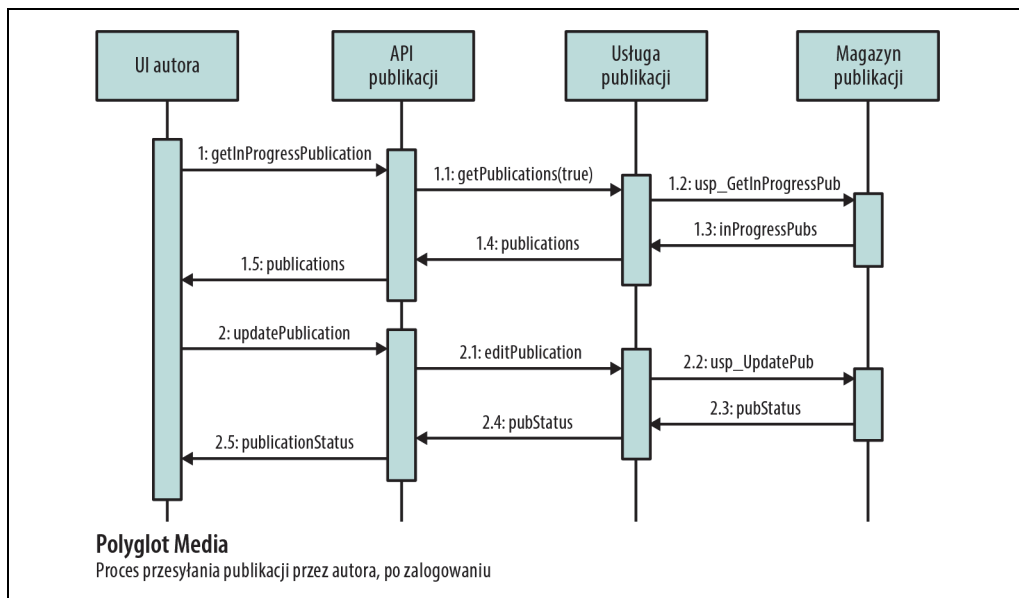 UI autora
API
publikacji
Usługa
publikacji
Magazyn
publikacji
1: getInProgressPublication
1.1: getPublications(true)
1.2: usp_GetInProgressPub
1.3: inProgressPubs
1.4: publications
1.5: publications
2: updatePublication
2.1: editPublication
2.2: usp_UpdatePub
2.3: pubStatus
2.4: pubStatus
2.5: publicationStatus
Polyglot Media
Proces przesyłania publikacji przez autora, po zalogowaniu